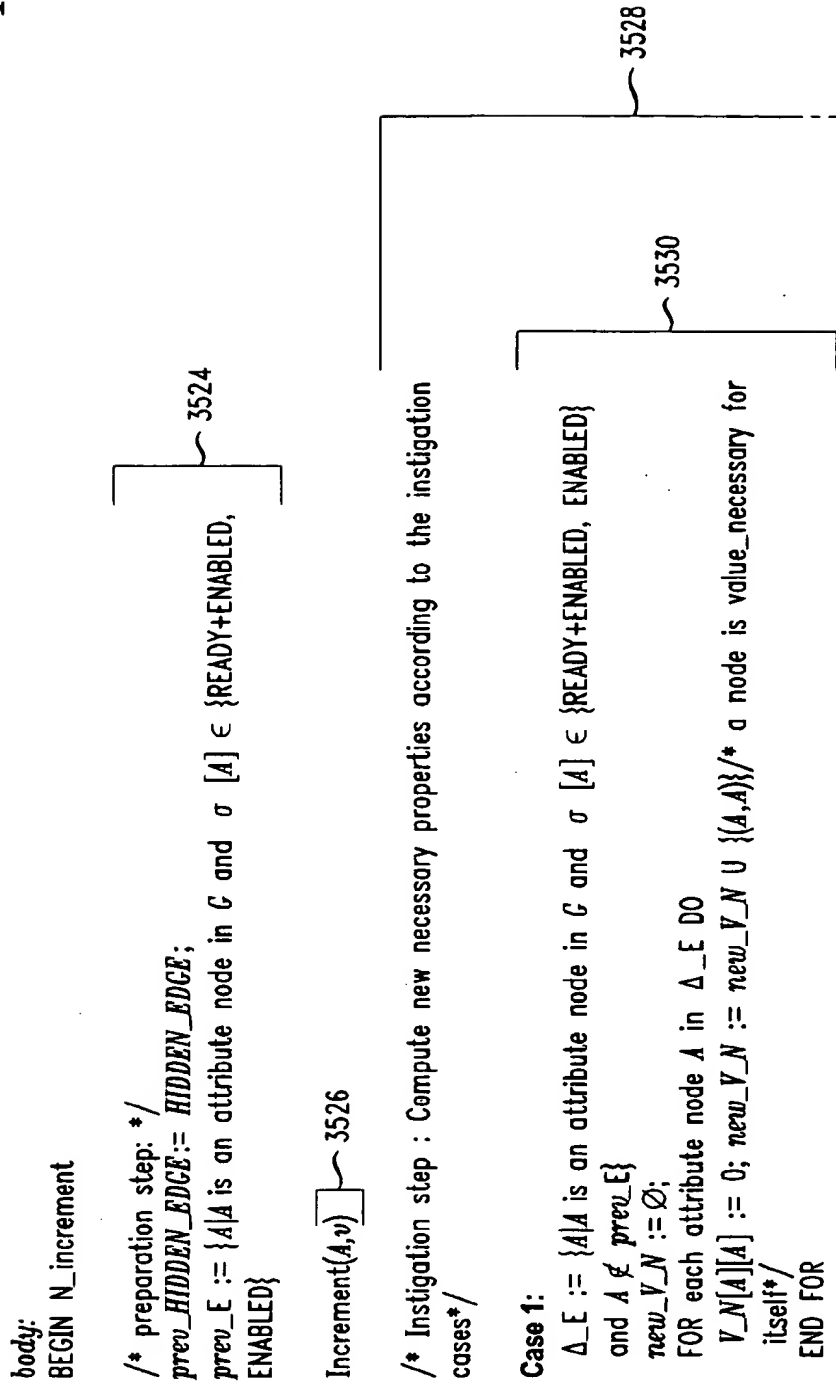 body:
BEGIN N_increment
/* preparation step: */
prev_HIDDEN_EDGE:= HIDDEN_EDGE;
prev_E := {A|A is an attribute node in G and σ [A] ∈ {READY+ENABLED,
ENABLED}
3524
Increment(A,v)
3526
/* Instigation step : Compute new necessary properties according to the instigation
cases*/
3528
Case 1:
Δ_E := {A|A is an attribute node in G and σ [A] ∈ {READY+ENABLED, ENABLED}
and A ∉ prev_E}
new_V_N :=∅;
FOR each attribute node A in Δ_E DO
V_N[A][A] := 0; new_V_N := new_V_N ∪ {(A,A)}/* a node is value_necessary for
itself*/
END FOR
3530